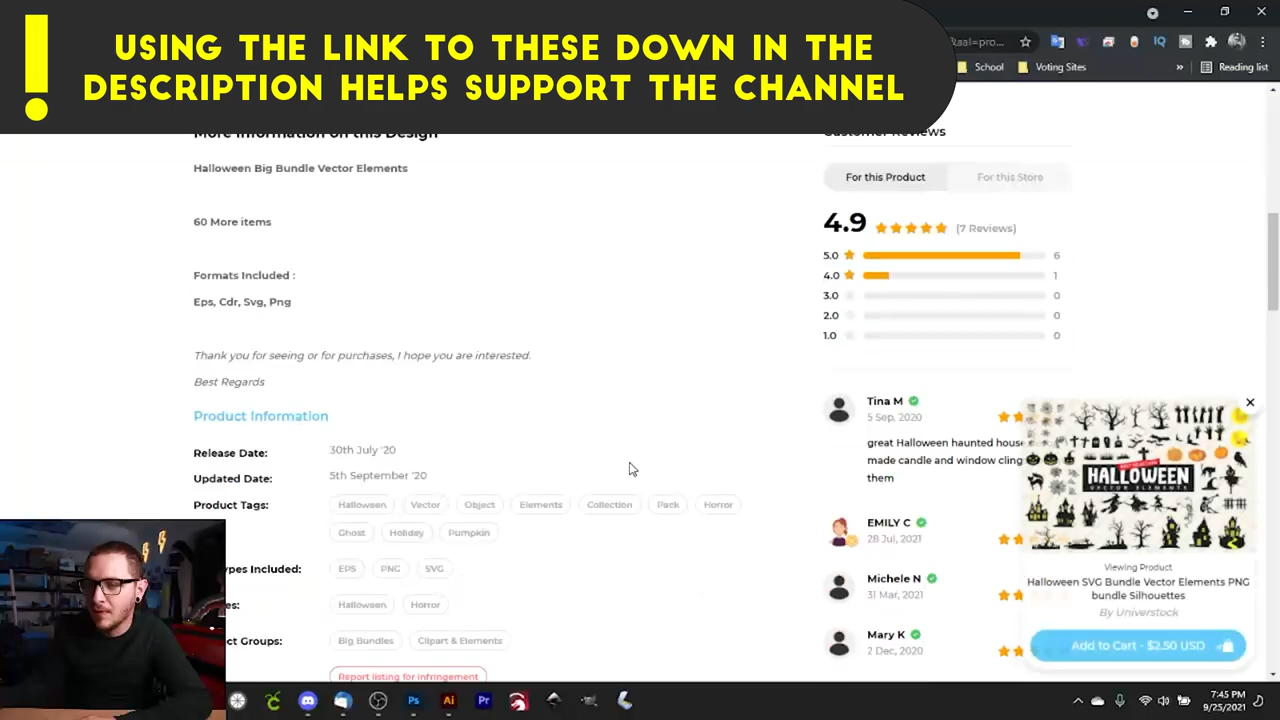 USING THE LINK TO THESE DOWN IN THE
DESCRIPTION HELPS SUPPORT THE CHANNEL
School
Voting Sites
»
Reading list
More Information on this Design
Halloween Big Bundle Vector Elements
60 More items
Formats Included :
Eps, Cdr, Svg, Png
Thank you for seeing or for purchases, I hope you are interested.
Best Regards
Product Information
Release Date: 30th July '20
Updated Date: 5th September '20
Product Tags: Halloween Vector Object Elements Collection Pack Horror
Ghost Holiday Pumpkin
ypes Included: EPS PNG SVG
es: Halloween Horror
ct Groups: Big Bundles Clipart & Elements
Report listing for infringement
Customer Reviews
For this Product For this Store
4.9 (7 Reviews)
5.0 6
4.0 1
3.0 0
2.0 0
1.0 0
Tina M
5 Sep, 2020
great Halloween haunted house
made candle and window cling
them
EMILY C
28 Jul, 2021
Michele N
31 Mar, 2021
Mary K
2 Dec, 2020
HALLOWEEN
VECTOR ELEMENTS
Viewing Product
Halloween SVG Bundle Vector Elements PNG
bundle Silhouettes
By Universtock
Add to Cart - $2.50 USD
Ps Ai Pr
7:45 PM
9/25/2021